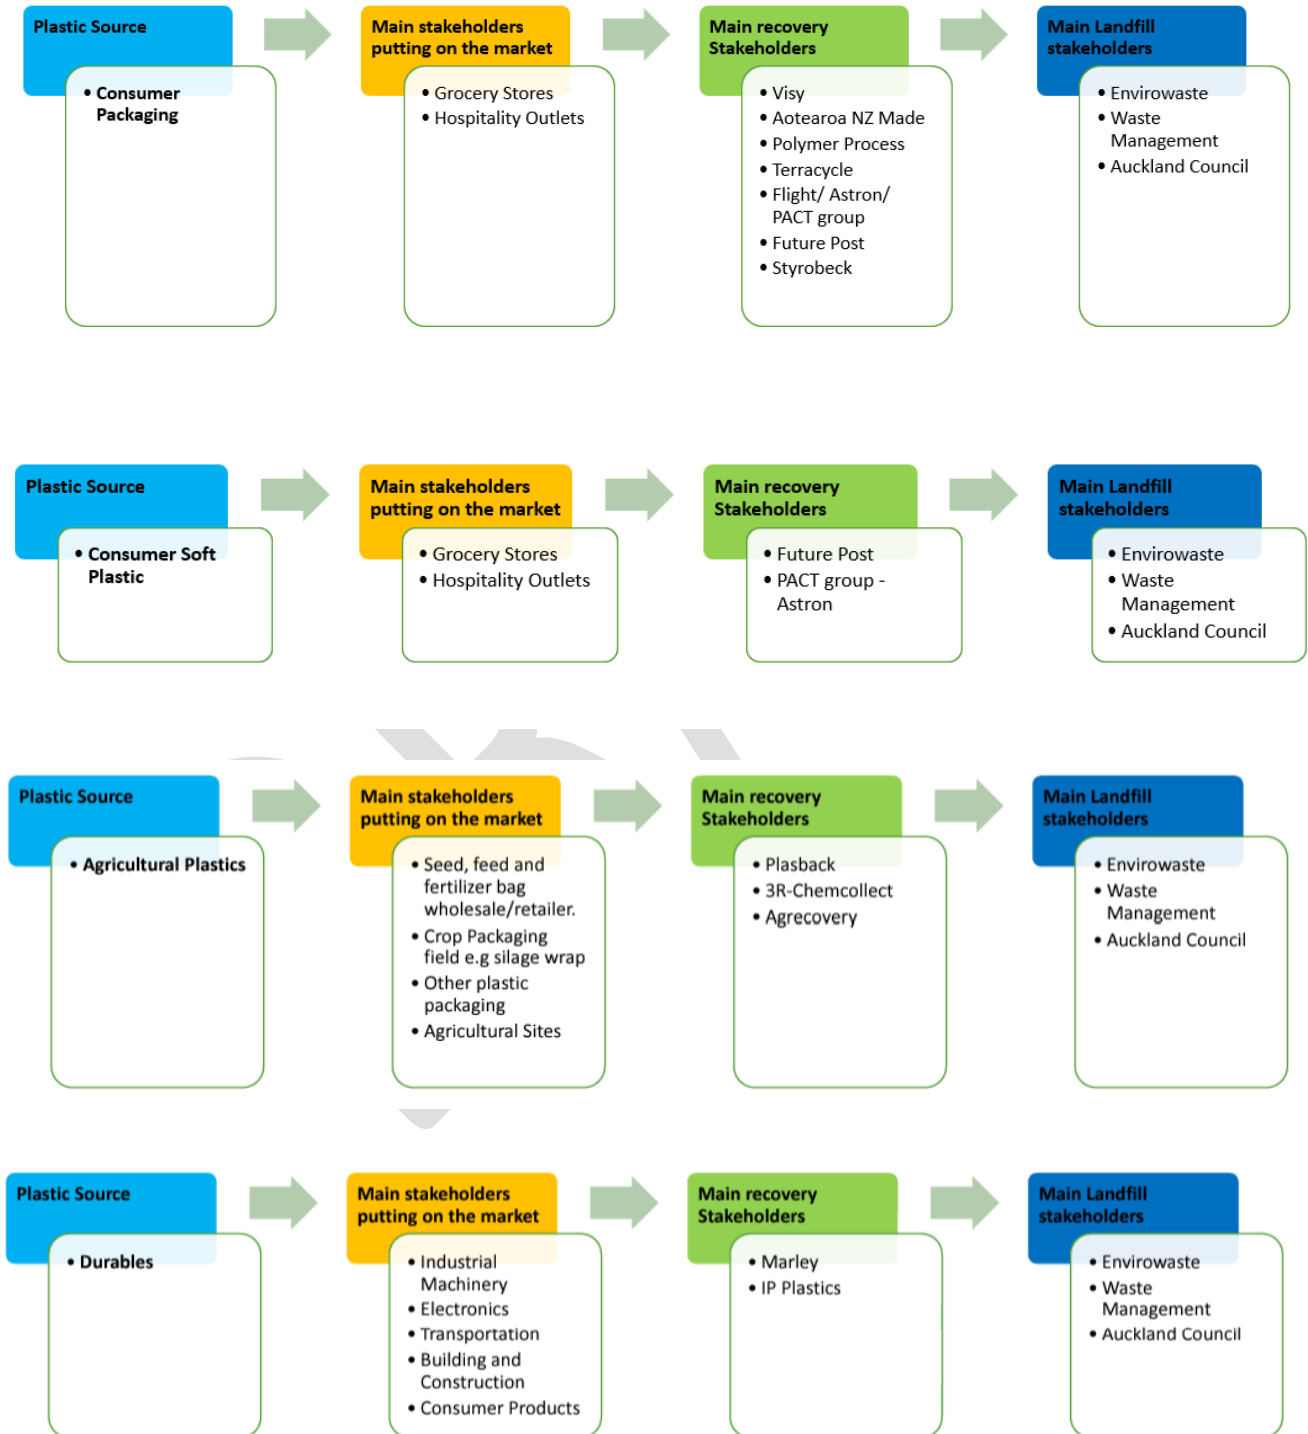 Plastic Source
• Consumer
Packaging
Main stakeholders
putting on the market
• Grocery Stores
• Hospitality Outlets
Main recovery
Stakeholders
• Visy
• Aotearoa NZ Made
• Polymer Process
• Terracycle
• Flight/ Astron/
PACT group
• Future Post
• Styrobeck
Main Landfill
stakeholders
• Envirowaste
• Waste
Management
• Auckland Council
Plastic Source
• Consumer Soft
Plastic
Main stakeholders
putting on the market
• Grocery Stores
• Hospitality Outlets
Main recovery
Stakeholders
• Future Post
• PACT group -
Astron
Main Landfill
stakeholders
• Envirowaste
• Waste
Management
• Auckland Council
Plastic Source
• Agricultural Plastics
Main stakeholders
putting on the market
• Seed, feed and
fertilizer bag
wholesale/retailer.
• Crop Packaging
field e.g silage wrap
• Other plastic
packaging
• Agricultural Sites
Main recovery
Stakeholders
• Plasback
• 3R-Chemcollect
• Agrecovery
Main Landfill
stakeholders
• Envirowaste
• Waste
Management
• Auckland Council
Plastic Source
• Durables
Main stakeholders
putting on the market
• Industrial
Machinery
• Electronics
• Transportation
• Building and
Construction
• Consumer Products
Main recovery
Stakeholders
• Marley
• IP Plastics
Main Landfill
stakeholders
• Envirowaste
• Waste
Management
• Auckland Council